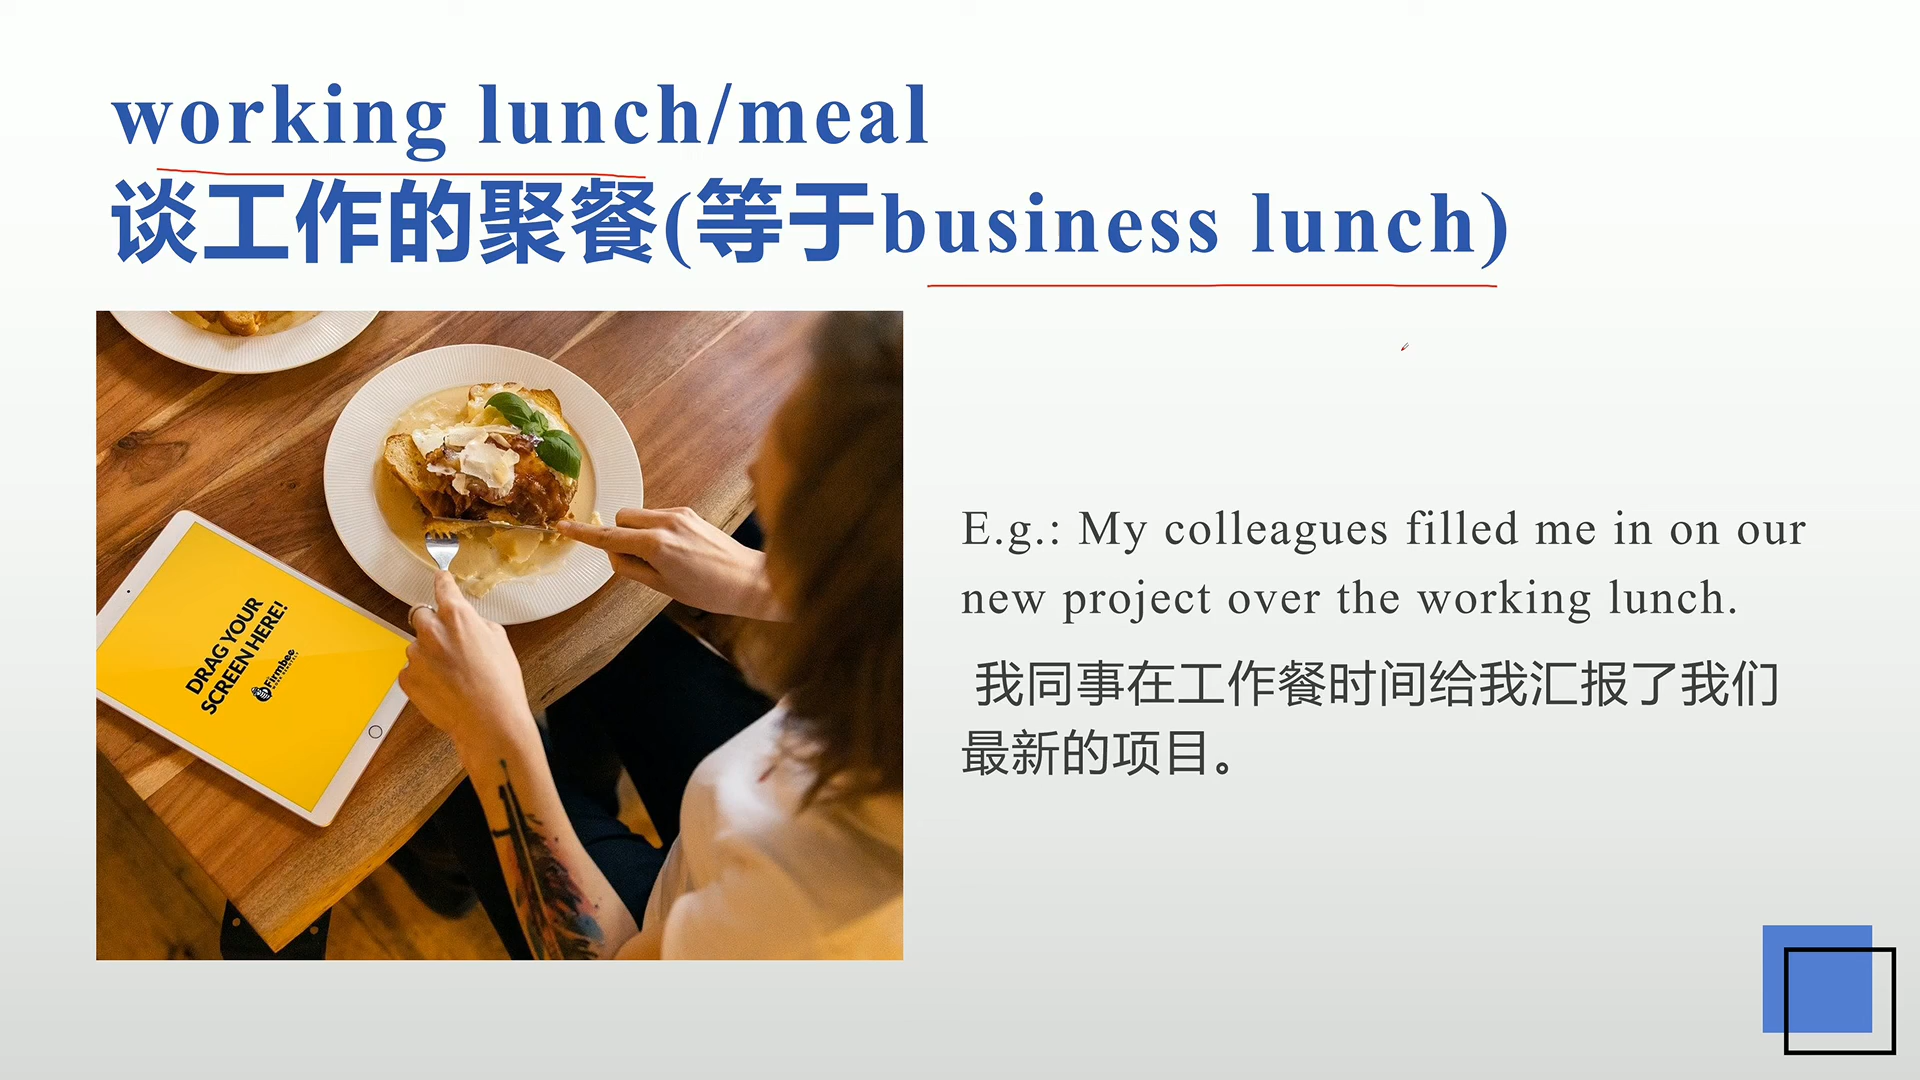 working lunch/meal
谈工作的聚餐(等于business lunch)
DRAG YOUR
SCREEN HERE!
Firmbee
E.g.: My colleagues filled me in on our
new project over the working lunch.
我同事在工作餐时间给我汇报了我们
最新的项目。